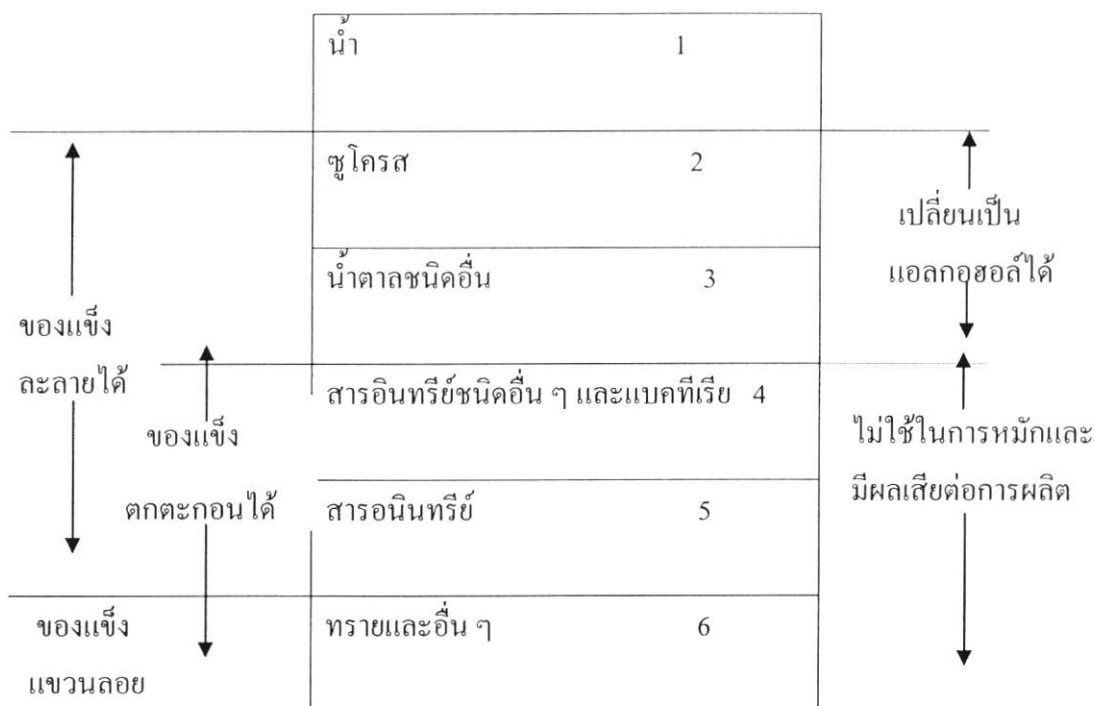 น้ำ 1
ซูโครส 2
เปลี่ยนเป็น
แอลกอฮอล์ได้
น้ำตาลชนิดอื่น 3
ของแข็ง
ละลายได้
สารอินทรีย์ชนิดอื่น ๆ และแบคทีเรีย 4
ของแข็ง
ตกตะกอนได้
ไม่ใช้ในการหมักและ
มีผลเสียต่อการผลิต
สารอนินทรีย์ 5
ของแข็ง
แขวนลอย
ทรายและอื่น ๆ 6